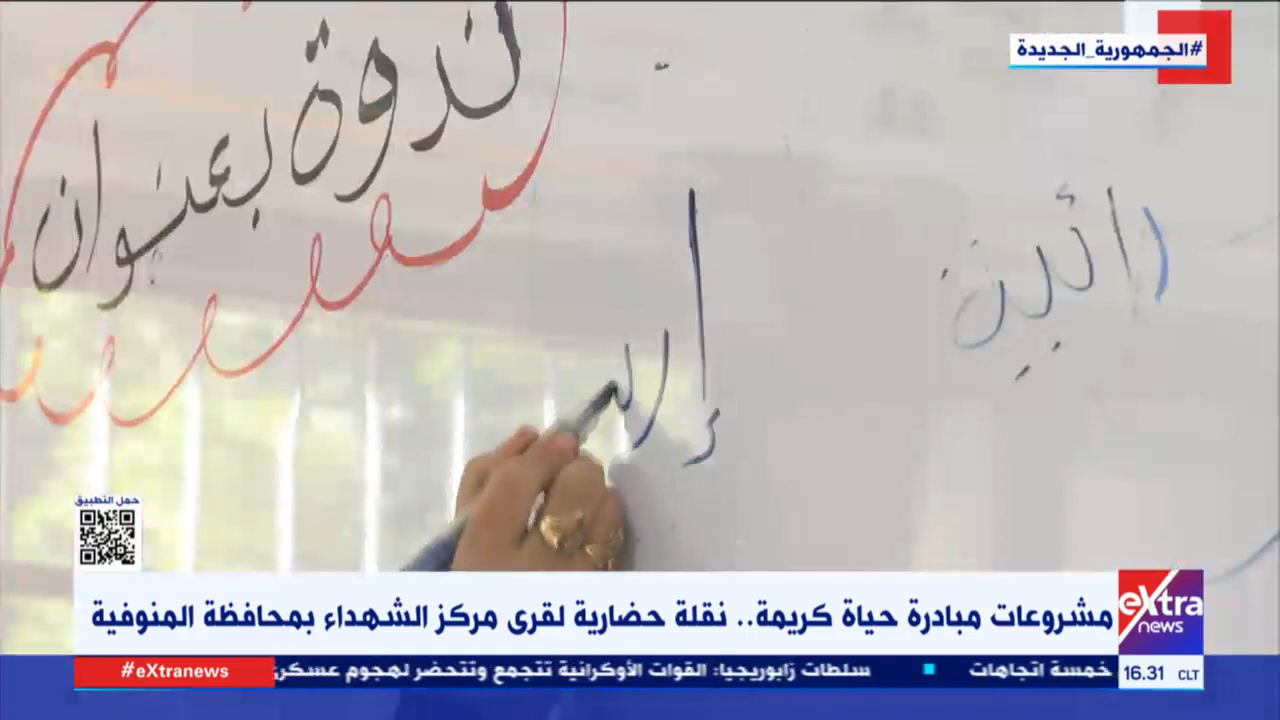 #الجمهورية_الجديدة
ندوة بعنوان
حمل التطبيق
مشروعات مبادرة حياة كريمة.. نقلة حضارية لقرى مركز الشهداء بمحافظة المنوفية
eXtra
news
#eXtranews
خمسة اتجاهات ■ سلطات زابوريجيا: القوات الأوكرانية تتجمع وتتحضر لهجوم عسكري
16.31 CLT